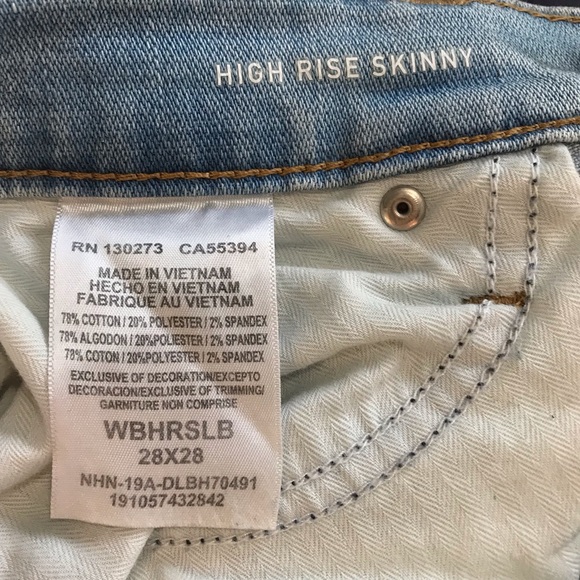 HIGH RISE SKINNY
RN 130273 CA55394
MADE IN VIETNAM
HECHO EN VIETNAM
FABRIQUE AU VIETNAM
78% COTTON / 20% POLYESTER / 2% SPANDEX
78% ALGODON / 20%POLIESTER / 2% SPANDEX
78% COTON / 20%POLYESTER / 2% SPANDEX
EXCLUSIVE OF DECORATION/EXCEPTO
DECORACION/EXCLUSIVE OF TRIMMING/
GARNITURE NON COMPRISE
WBHRSLB
28X28
NHN-19A-DLBH70491
191057432842